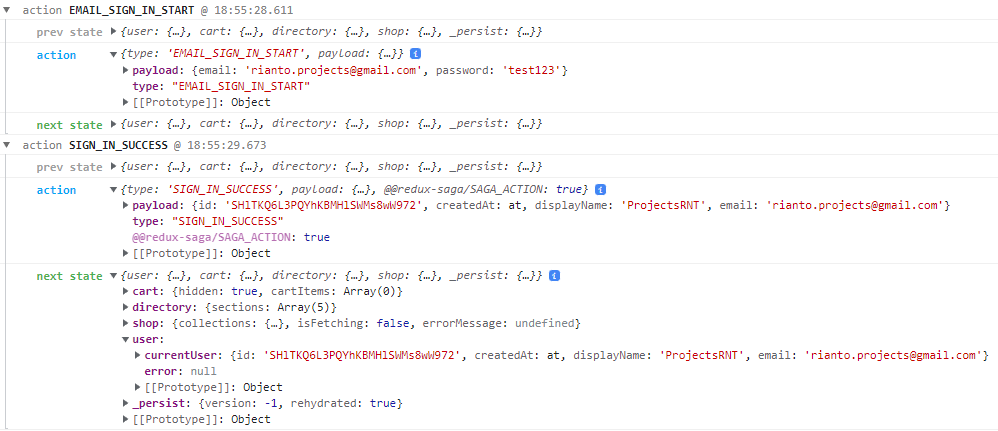 action EMAIL_SIGN_IN_START @ 18:55:28.611
prev state {user: {…}, cart: {…}, directory: {…}, shop: {…}, _persist: {…}}
action {type: 'EMAIL_SIGN_IN_START', payload: {…}} i
payload: {email: 'rianto.projects@gmail.com', password: 'test123'}
type: "EMAIL_SIGN_IN_START"
[[Prototype]]: Object
next state {user: {…}, cart: {…}, directory: {…}, shop: {…}, _persist: {…}}
action SIGN_IN_SUCCESS @ 18:55:29.673
prev state {user: {…}, cart: {…}, directory: {…}, shop: {…}, _persist: {…}}
action {type: 'SIGN_IN_SUCCESS', payload: {…}, @@redux-saga/SAGA_ACTION: true} i
payload: {id: 'SHlTKQ6L3PQYhKBMHlSWMs8wW972', createdAt: at, displayName: 'ProjectsRNT', email: 'rianto.projects@gmail.com'}
type: "SIGN_IN_SUCCESS"
@@redux-saga/SAGA_ACTION: true
[[Prototype]]: Object
next state {user: {…}, cart: {…}, directory: {…}, shop: {…}, _persist: {…}} i
cart: {hidden: true, cartItems: Array(0)}
directory: {sections: Array(5)}
shop: {collections: {…}, isFetching: false, errorMessage: undefined}
user:
currentUser: {id: 'SHlTKQ6L3PQYhKBMHlSWMs8wW972', createdAt: at, displayName: 'ProjectsRNT', email: 'rianto.projects@gmail.com'}
error: null
[[Prototype]]: Object
_persist: {version: -1, rehydrated: true}
[[Prototype]]: Object